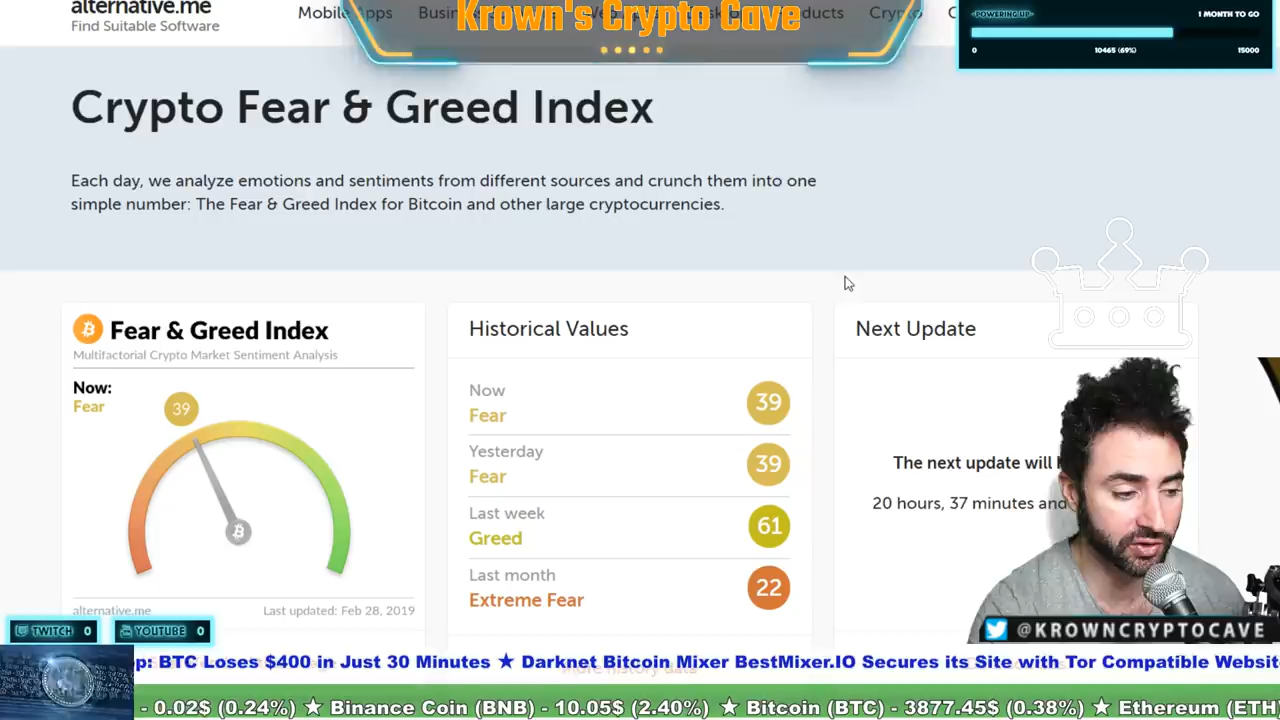 alternative.me
Find Suitable Software
Mobile Apps
Krown's Crypto Cave
POWERING UP
1 MONTH TO GO
0
10465 (69%)
15000
Crypto Fear & Greed Index
Each day, we analyze emotions and sentiments from different sources and crunch them into one
simple number: The Fear & Greed Index for Bitcoin and other large cryptocurrencies.
Fear & Greed Index
Multifactorial Crypto Market Sentiment Analysis
Now:
Fear
39
alternative.me
Last updated: Feb 28, 2019
Historical Values
Now
Fear
39
Yesterday
Fear
39
Last week
Greed
61
Last month
Extreme Fear
22
Next Update
The next update will
20 hours, 37 minutes and
@KROWNCRYPTOCAVE
TWITCH 0
YOUTUBE 0
op: BTC Loses $400 in Just 30 Minutes ★ Darknet Bitcoin Mixer BestMixer.IO Secures its Site with Tor Compatible Website
- 0.02$ (0.24%) ★ Binance Coin (BNB) - 10.05$ (2.40%) ★ Bitcoin (BTC) - 3877.45$ (0.38%) ★ Ethereum (ETH